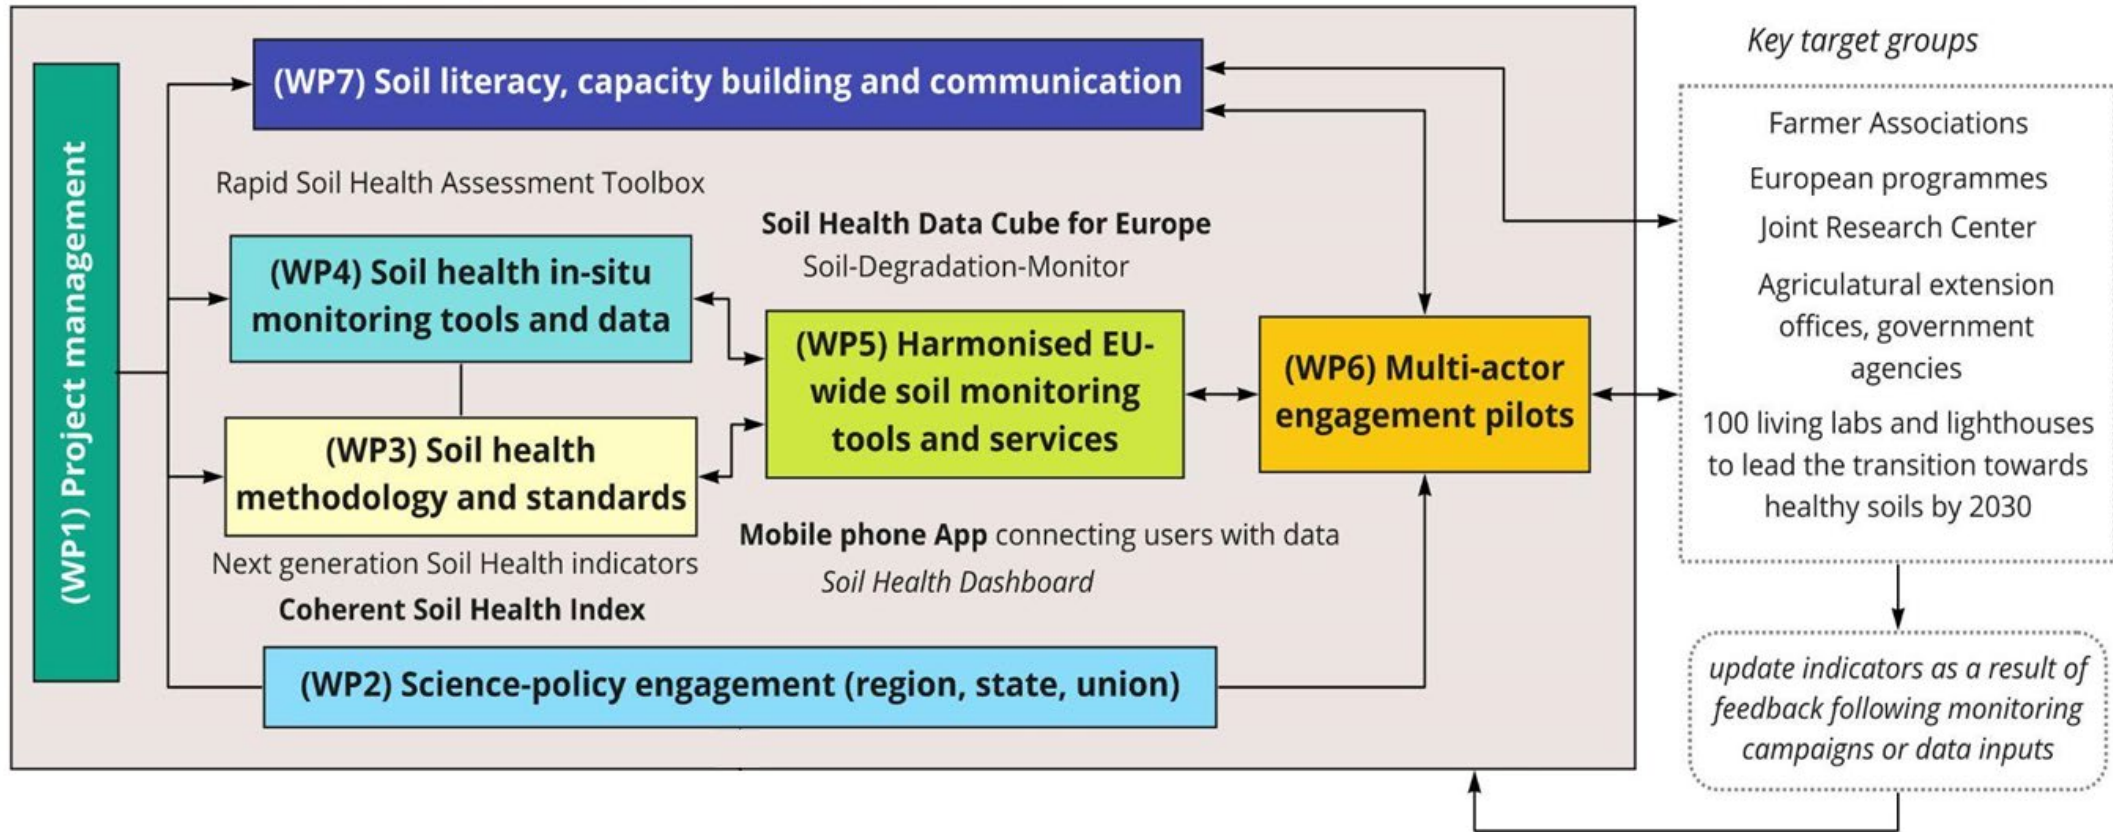 (WP1) Project management
(WP7) Soil literacy, capacity building and communication
Rapid Soil Health Assessment Toolbox
(WP4) Soil health in-situ
monitoring tools and data
(WP3) Soil health
methodology and standards
Next generation Soil Health indicators
Coherent Soil Health Index
Soil Health Data Cube for Europe
Soil-Degradation-Monitor
(WP5) Harmonised EU-
wide soil monitoring
tools and services
Mobile phone App connecting users with data
Soil Health Dashboard
(WP2) Science-policy engagement (region, state, union)
(WP6) Multi-actor
engagement pilots
Key target groups
Farmer Associations
European programmes
Joint Research Center
Agriculatural extension
offices, government
agencies
100 living labs and lighthouses
to lead the transition towards
healthy soils by 2030
update indicators as a result of
feedback following monitoring
campaigns or data inputs